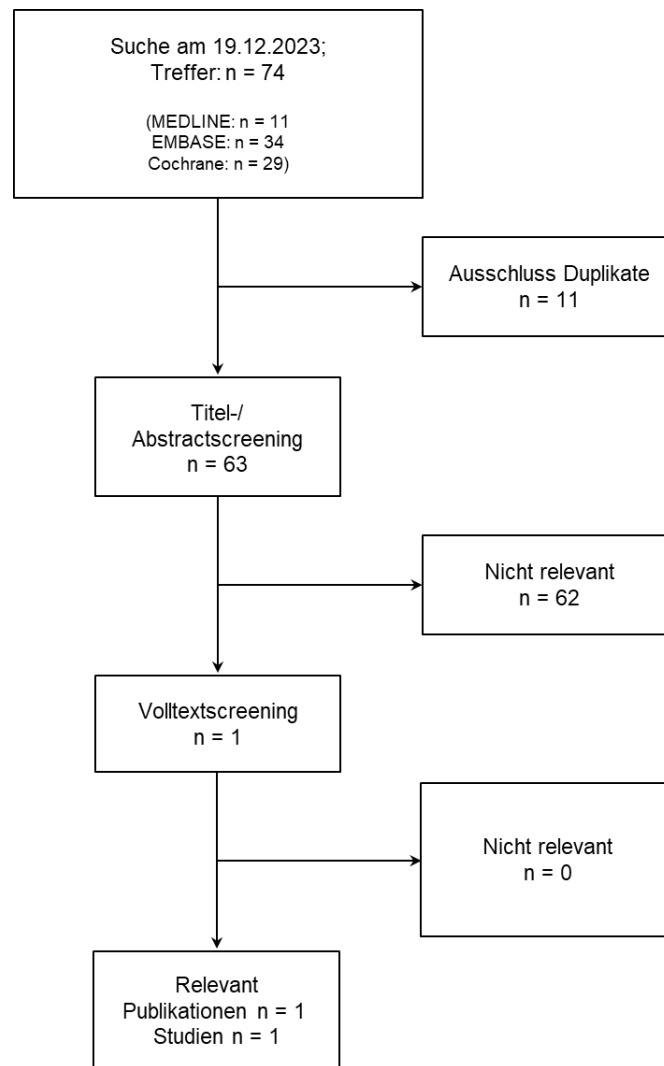 Suche am 19.12.2023;
Treffer: n = 74
(MEDLINE: n = 11
EMBASE: n = 34
Cochrane: n = 29)
Ausschluss Duplikate
n = 11
Titel-/
Abstractscreening
n = 63
Nicht relevant
n = 62
Volltextscreening
n = 1
Nicht relevant
n = 0
Relevant
Publikationen n = 1
Studien n = 1